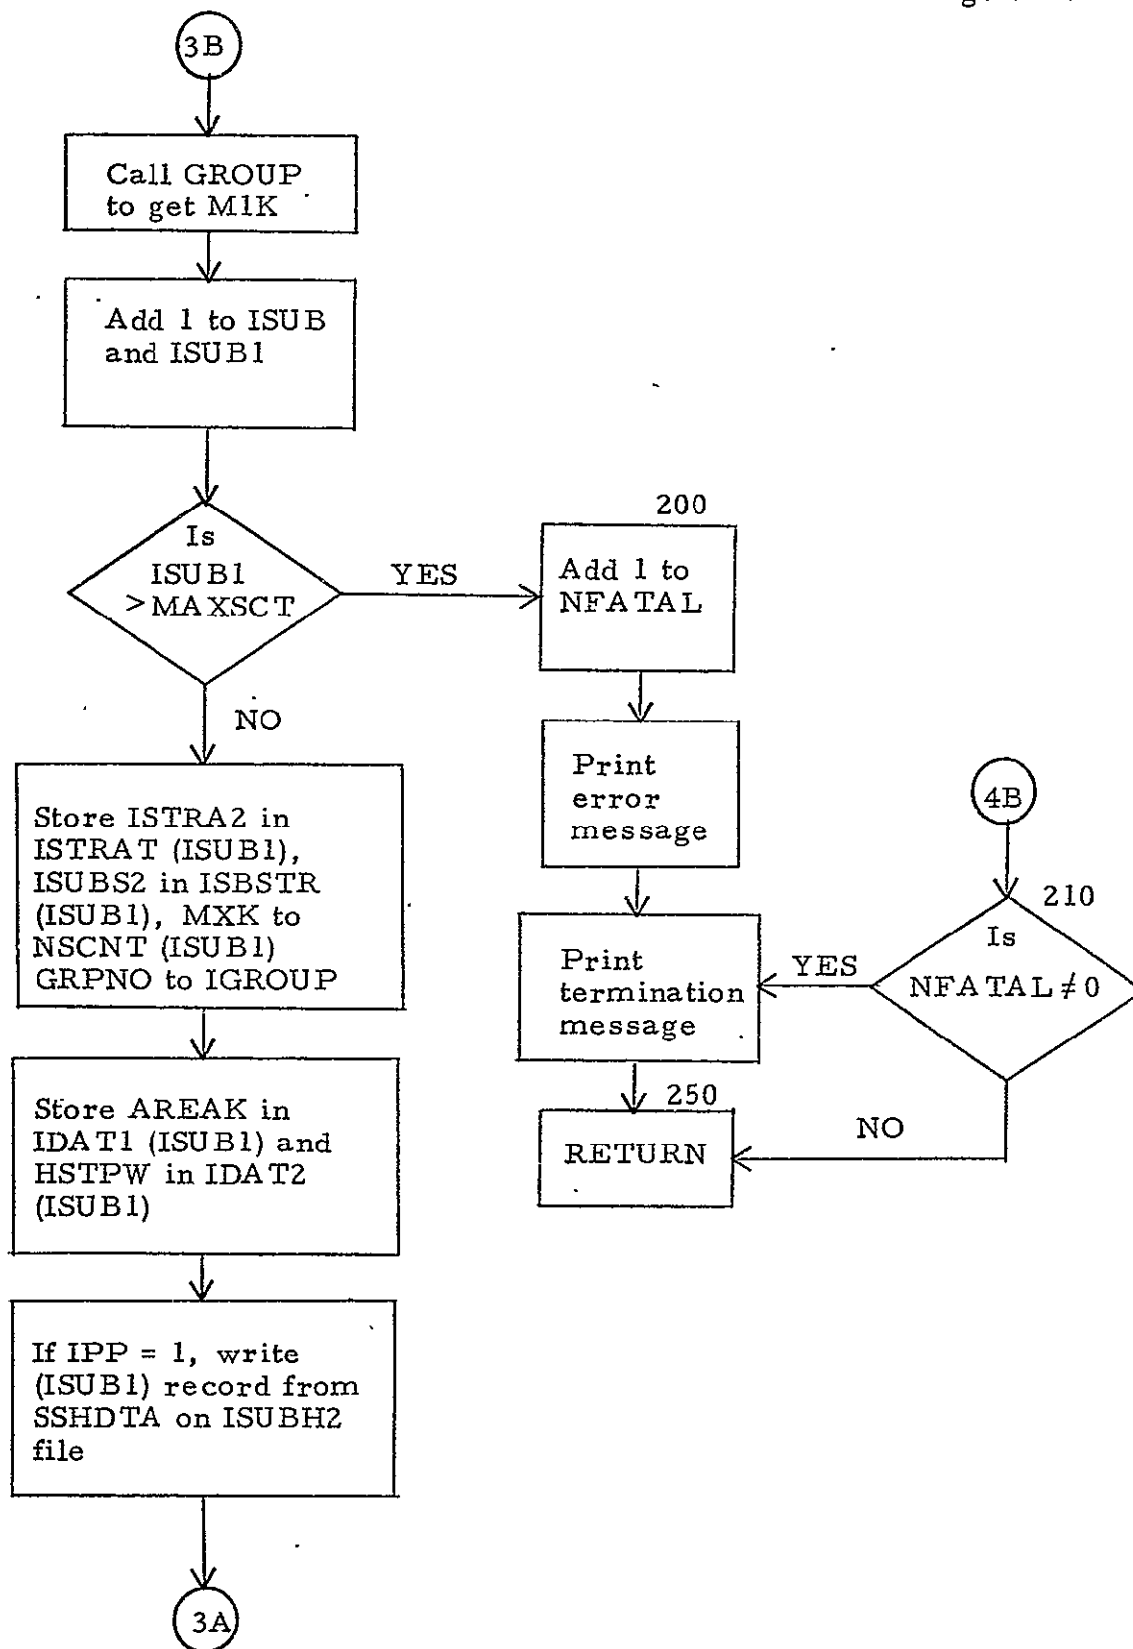 3B
Call GROUP
to get M1K
Add 1 to ISUB
and ISUB1
Is
ISUB1
>MAXSCT
YES
NO
200
Add 1 to
NFATAL
Print
error
message
Store ISTRA2 in
ISTRAT (ISUB1),
ISUBS2 in ISBSTR
(ISUB1), MXK to
NSCNT (ISUB1)
GRPNO to IGROUP
Print
termination
message
4B
210
Is
NFATAL≠0
YES
NO
250
RETURN
Store AREAK in
IDAT1 (ISUB1) and
HSTPW in IDAT2
(ISUB1)
If IPP = 1, write
(ISUB1) record from
SSHDTA on ISUBH2
file
3A